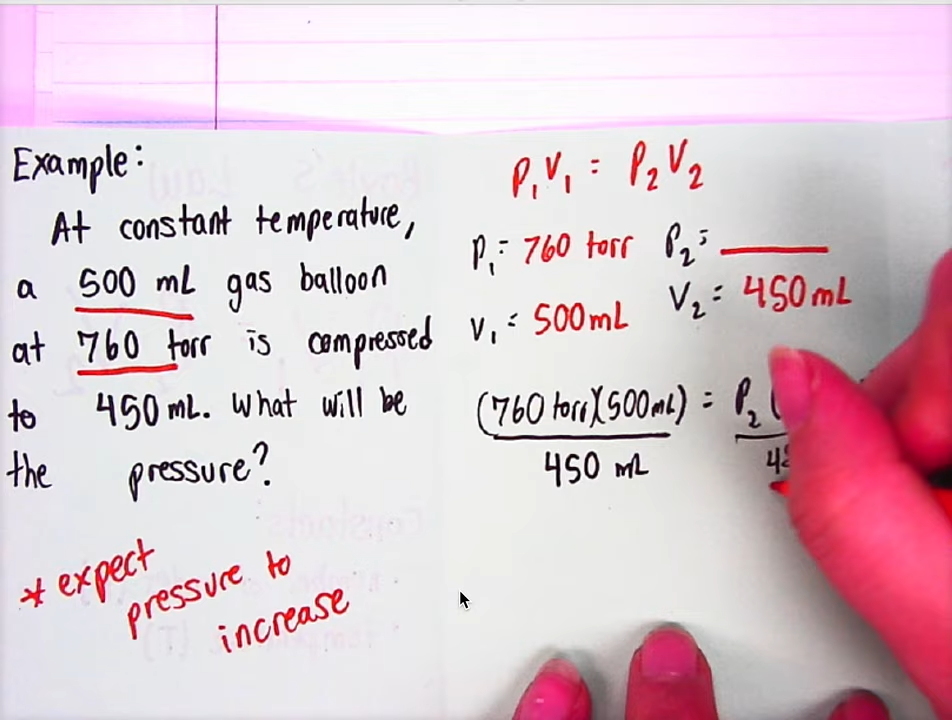 Example:
At constant temperature,
a 500 mL gas balloon
at 760 torr is compressed
to 450 mL. What will be
the pressure?
* expect
pressure to
increase
P₁V₁ = P₂V₂
P₁= 760 torr P₂=
V₁ = 500mL V₂ = 450mL
(760 torr)(500mL) = P₂ (
450 mL